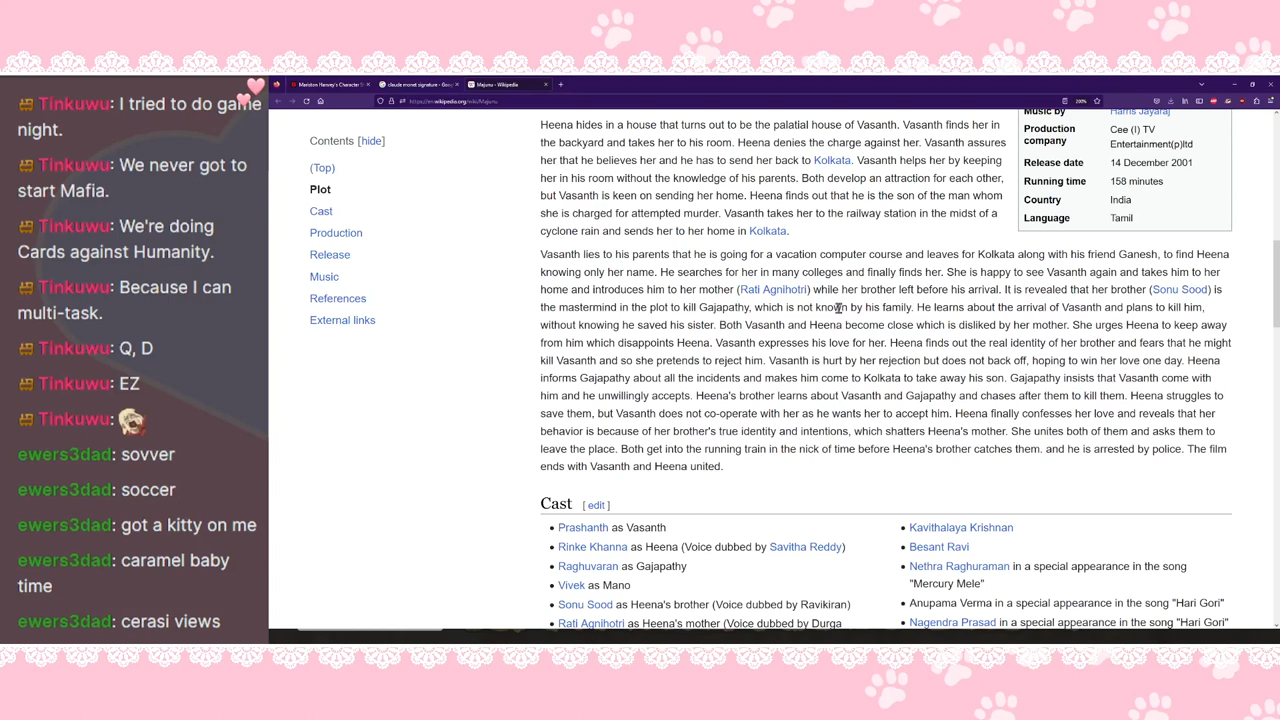 Tinkuwu: I tried to do game
night.
Tinkuwu: We never got to
start Mafia.
Tinkuwu: We're doing
Cards against Humanity.
Tinkuwu: Because I can
multi-task.
Tinkuwu: Q, D
Tinkuwu: EZ
Tinkuwu:
ewers3dad: sovver
ewers3dad: soccer
ewers3dad: got a kitty on me
ewers3dad: caramel baby
time
ewers3dad: cerasi views
Meriston Harvey's Character S
claude monet signature - Goo
Majunu - Wikipedia
https://en.wikipedia.org/wiki/Majunu
200%
Contents [hide]
(Top)
Plot
Cast
Production
Release
Music
References
External links
Heena hides in a house that turns out to be the palatial house of Vasanth. Vasanth finds her in
the backyard and takes her to his room. Heena denies the charge against her. Vasanth assures
her that he believes her and he has to send her back to Kolkata. Vasanth helps her by keeping
her in his room without the knowledge of his parents. Both develop an attraction for each other,
but Vasanth is keen on sending her home. Heena finds out that he is the son of the man whom
she is charged for attempted murder. Vasanth takes her to the railway station in the midst of a
cyclone rain and sends her to her home in Kolkata.
Music by Harris Jayaraj
Production Cee (I) TV
company Entertainment(p)ltd
Release date 14 December 2001
Running time 158 minutes
Country India
Language Tamil
Vasanth lies to his parents that he is going for a vacation computer course and leaves for Kolkata along with his friend Ganesh, to find Heena
knowing only her name. He searches for her in many colleges and finally finds her. She is happy to see Vasanth again and takes him to her
home and introduces him to her mother (Rati Agnihotri) while her brother left before his arrival. It is revealed that her brother (Sonu Sood) is
the mastermind in the plot to kill Gajapathy, which is not known by his family. He learns about the arrival of Vasanth and plans to kill him,
without knowing he saved his sister. Both Vasanth and Heena become close which is disliked by her mother. She urges Heena to keep away
from him which disappoints Heena. Vasanth expresses his love for her. Heena finds out the real identity of her brother and fears that he might
kill Vasanth and so she pretends to reject him. Vasanth is hurt by her rejection but does not back off, hoping to win her love one day. Heena
informs Gajapathy about all the incidents and makes him come to Kolkata to take away his son. Gajapathy insists that Vasanth come with
him and he unwillingly accepts. Heena's brother learns about Vasanth and Gajapathy and chases after them to kill them. Heena struggles to
save them, but Vasanth does not co-operate with her as he wants her to accept him. Heena finally confesses her love and reveals that her
behavior is because of her brother's true identity and intentions, which shatters Heena's mother. She unites both of them and asks them to
leave the place. Both get into the running train in the nick of time before Heena's brother catches them. and he is arrested by police. The film
ends with Vasanth and Heena united.
Cast [ edit ]
Prashanth as Vasanth
Rinke Khanna as Heena (Voice dubbed by Savitha Reddy)
Raghuvaran as Gajapathy
Vivek as Mano
Sonu Sood as Heena's brother (Voice dubbed by Ravikiran)
Rati Agnihotri as Heena's mother (Voice dubbed by Durga
Kavithalaya Krishnan
Besant Ravi
Nethra Raghuraman in a special appearance in the song
"Mercury Mele"
Anupama Verma in a special appearance in the song "Hari Gori"
Nagendra Prasad in a special appearance in the song "Hari Gori"